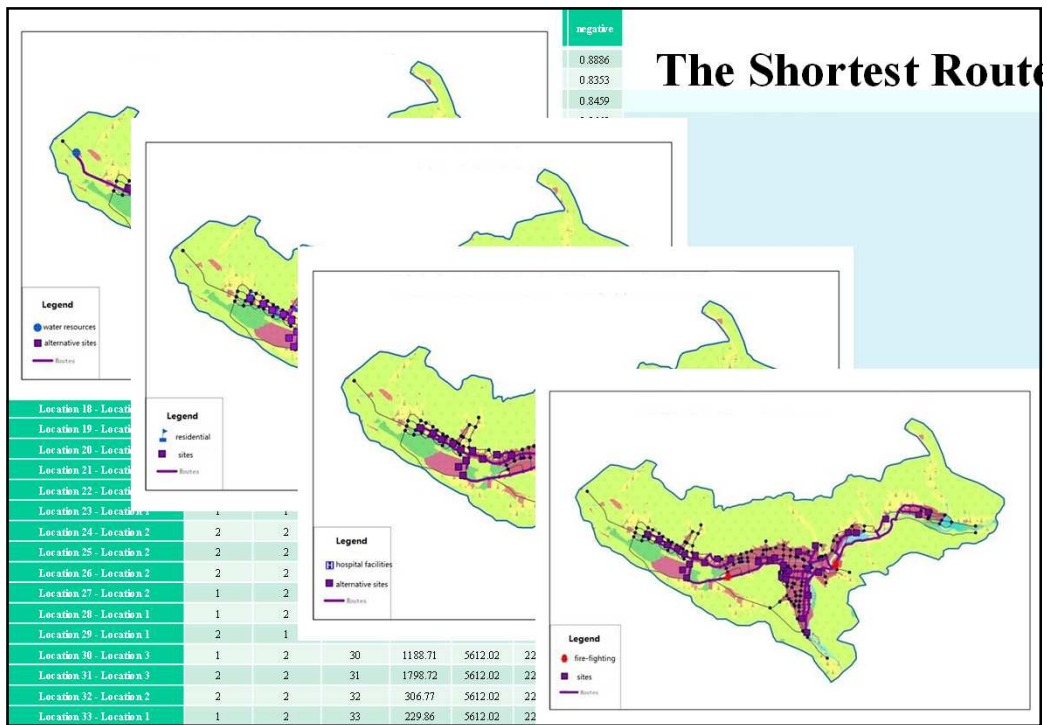 negative
0.8886
0.8353
0.8459
The Shortest Route
Legend
water resources
alternative sites
Routes
Legend
residential
sites
Routes
Legend
H hospital facilities
alternative sites
Routes
Legend
fire-fighting
sites
Routes
Location 18 - Locati
Location 19 - Locati
Location 20 - Locati
Location 21 - Locati
Location 22 - Locati
Location 23 - Location 1 1 1
Location 24 - Location 2 2 2
Location 25 - Location 2 2 2
Location 26 - Location 2 2 2
Location 27 - Location 2 1 2
Location 28 - Location 1 1 2
Location 29 - Location 1 2 1
Location 30 - Location 3 1 2 30 1188.71 5612.02 22
Location 31 - Location 3 2 2 31 1798.72 5612.02 22
Location 32 - Location 2 2 2 32 306.77 5612.02 22
Location 33 - Location 1 1 2 33 229.86 5612.02 22